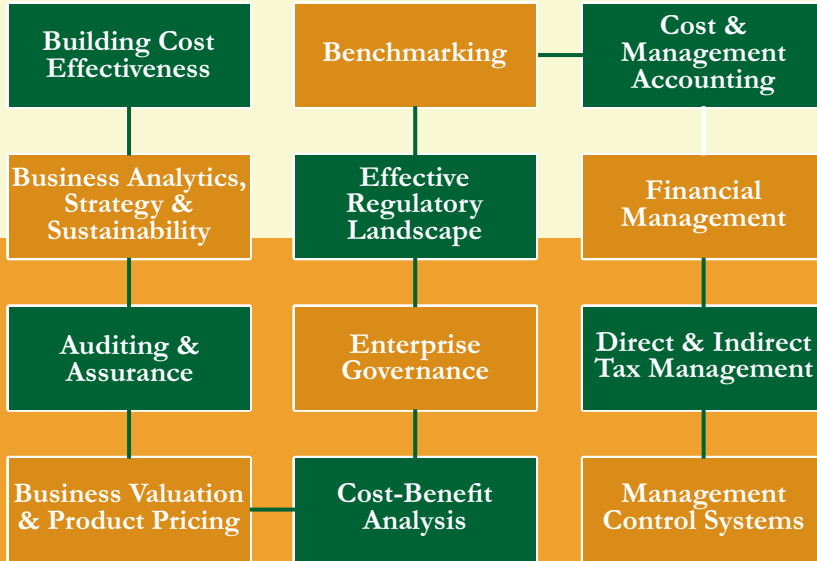 Building Cost
Effectiveness
Business Analytics,
Strategy &
Sustainability
Auditing &
Assurance
Business Valuation
& Product Pricing
Benchmarking
Effective
Regulatory
Landscape
Enterprise
Governance
Cost-Benefit
Analysis
Cost &
Management
Accounting
Financial
Management
Direct & Indirect
Tax Management
Management
Control Systems